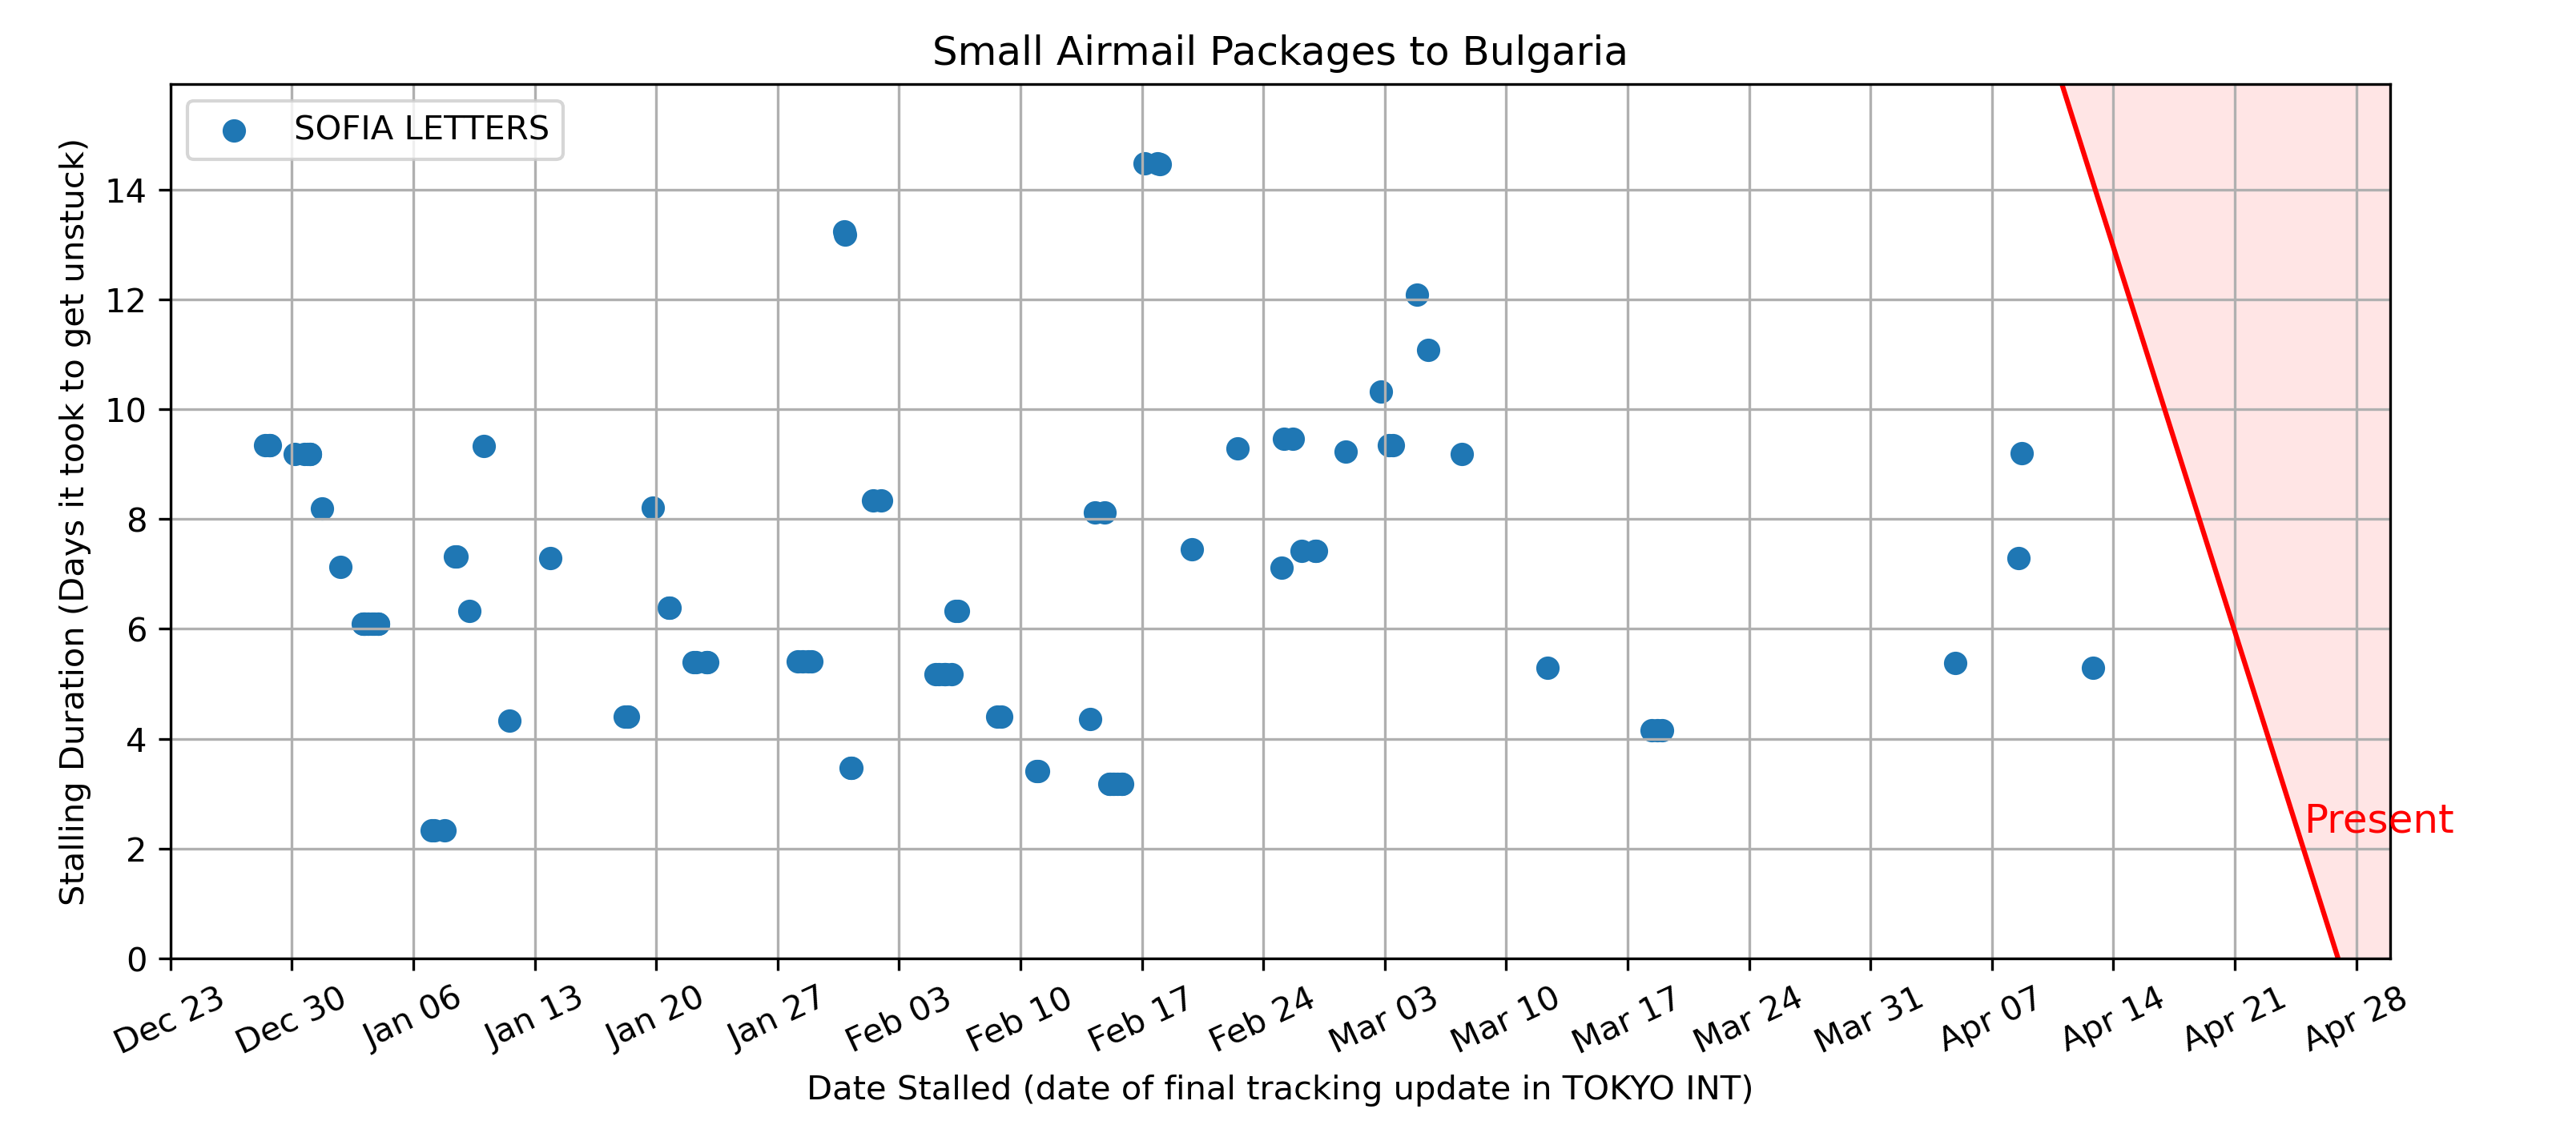 Small Airmail Packages to Bulgaria
SOFIA LETTERS
Stalling Duration (Days it took to get unstuck)
14
12
10
8
6
4
2
0
Present
Dec 23
Dec 30
Jan 06
Jan 13
Jan 20
Jan 27
Feb 03
Feb 10
Feb 17
Feb 24
Mar 03
Mar 10
Mar 17
Mar 24
Mar 31
Apr 07
Apr 14
Apr 21
Apr 28
Date Stalled (date of final tracking update in TOKYO INT)